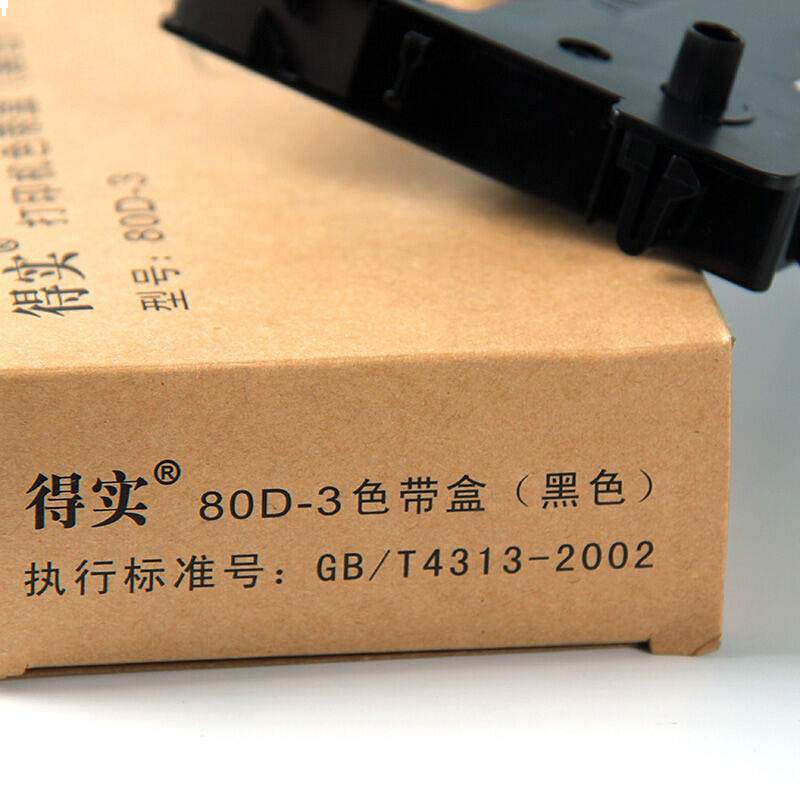 得实® 打印机色带盒
型号: 80D-3
得实® 80D-3色带盒（黑色）
执行标准号: GB/T4313-2002